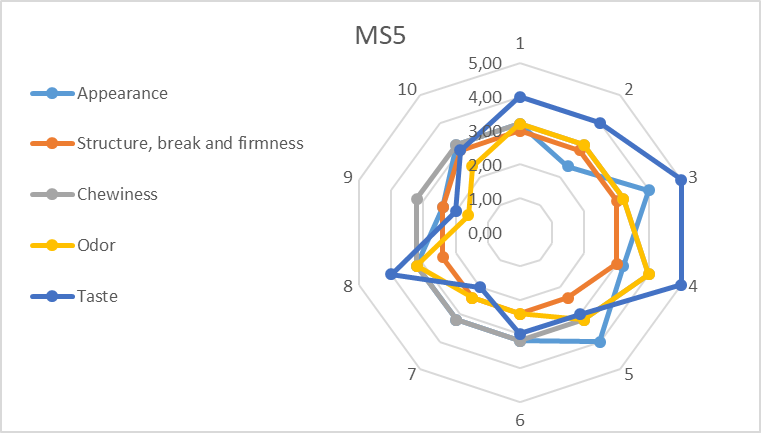 MS5
Appearance
Structure, break and firmness
Chewiness
Odor
Taste
5,00
4,00
3,00
2,00
1,00
0,00
1
2
3
4
5
6
7
8
9
10